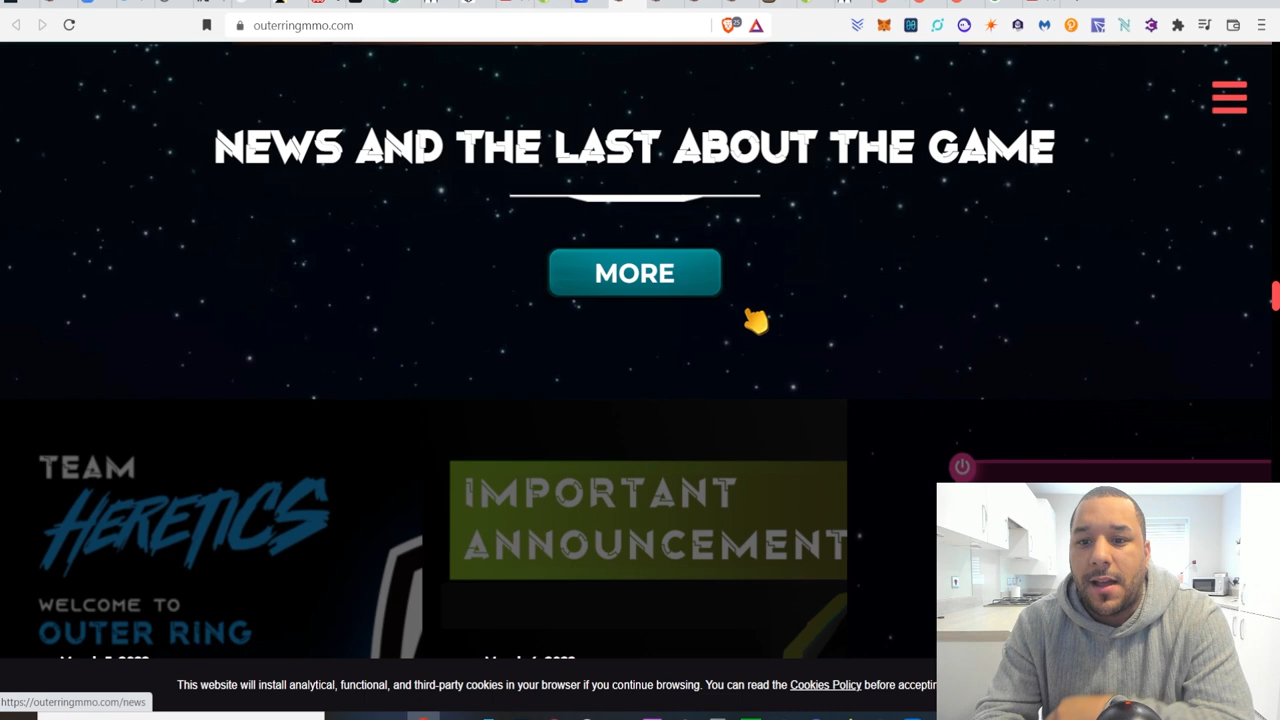 outerringmmo.com
NEWS AND THE LAST ABOUT THE GAME
MORE
TEAM
HERETICS
WELCOME TO
OUTER RING
IMPORTANT
ANNOUNCEMENT
This website will install analytical, functional, and third-party cookies in your browser if you continue browsing. You can read the Cookies Policy before
https://outerringmmo.com/news